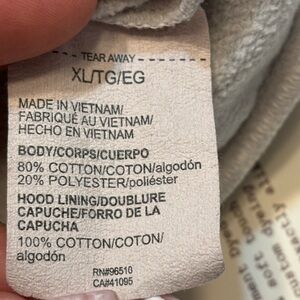 - - - - - TEAR AWAY - - - - -
XL/TG/EG
MADE IN VIETNAM/
FABRIQUÉ AU VIETNAM/
HECHO EN VIETNAM
BODY/CORPS/CUERPO
80% COTTON/COTON/algodón
20% POLYESTER/poliéster
HOOD LINING/DOUBLURE
CAPUCHE/FORRO DE LA
CAPUCHA
100% COTTON/COTON/
algodón
RN#96510
CA#41095